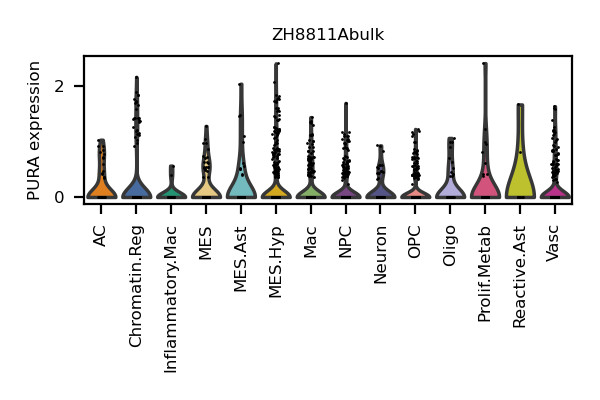 ZH8811Abulk
PURA expression
2
0
AC
Chromatin.Reg
Inflammatory.Mac
MES
MES.Ast
MES.Hyp
Mac
NPC
Neuron
OPC
Oligo
Prolif.Metab
Reactive.Ast
Vasc